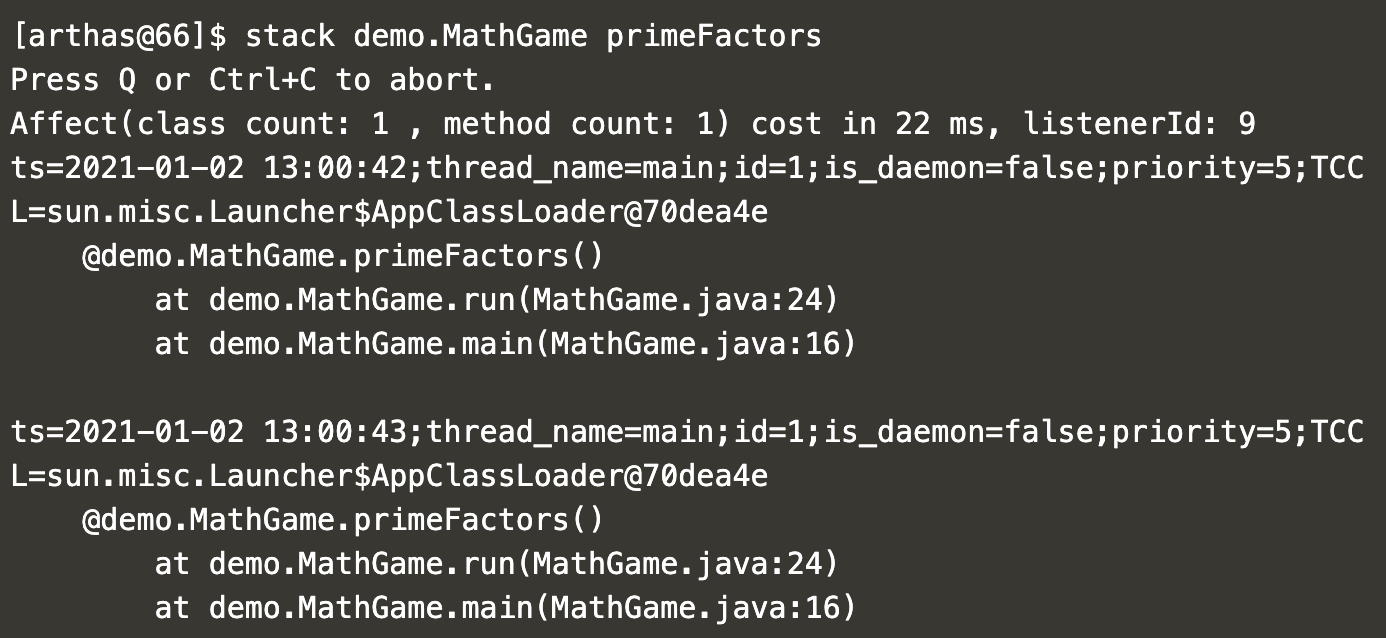 [arthas@66]$ stack demo.MathGame primeFactors
Press Q or Ctrl+C to abort.
Affect(class count: 1 , method count: 1) cost in 22 ms, listenerId: 9
ts=2021-01-02 13:00:42;thread_name=main;id=1;is_daemon=false;priority=5;TCC
L=sun.misc.Launcher$AppClassLoader@70dea4e
    @demo.MathGame.primeFactors()
        at demo.MathGame.run(MathGame.java:24)
        at demo.MathGame.main(MathGame.java:16)

ts=2021-01-02 13:00:43;thread_name=main;id=1;is_daemon=false;priority=5;TCC
L=sun.misc.Launcher$AppClassLoader@70dea4e
    @demo.MathGame.primeFactors()
        at demo.MathGame.run(MathGame.java:24)
        at demo.MathGame.main(MathGame.java:16)